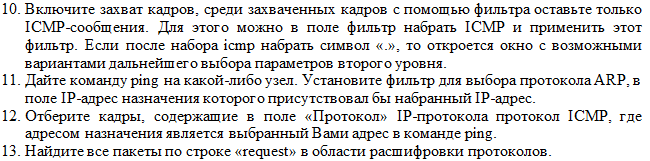 10. Включите захват кадров, среди захваченных кадров с помощью фильтра оставьте только
ICMP-сообщения. Для этого можно в поле фильтр набрать ICMP и применить этот
фильтр. Если после набора icmp набрать символ «.», то откроется окно с возможными
вариантами дальнейшего выбора параметров второго уровня.
11. Дайте команду ping на какой-либо узел. Установите фильтр для выбора протокола ARP, в
поле IP-адрес назначения которого присутствовал бы набранный IP-адрес.
12. Отберите кадры, содержащие в поле «Протокол» IP-протокола протокол ICMP, где
адресом назначения является выбранный Вами адрес в команде ping.
13. Найдите все пакеты по строке «request» в области расшифровки протоколов.